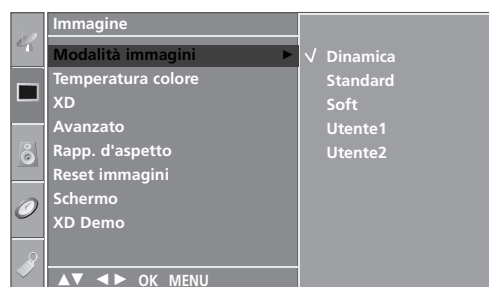 Immagine
Modalità immagini ►
Temperatura colore
XD
Avanzato
Rapp. d'aspetto
Reset immagini
Schermo
XD Demo
▲▼ ◄► OK MENU
√ Dinamica
Standard
Soft
Utente1
Utente2